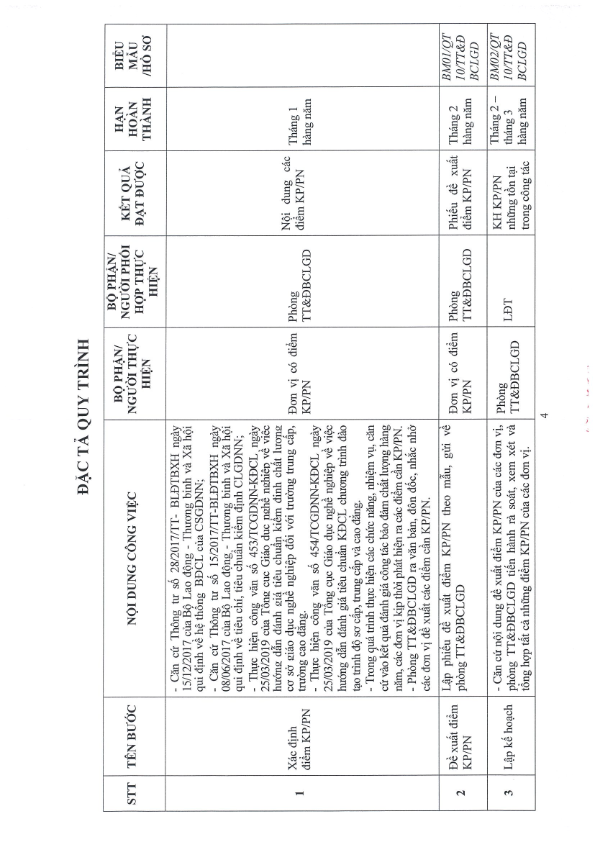 ĐẶC TẢ QUY TRÌNH
STT
TÊN BƯỚC
NỘI DUNG CÔNG VIỆC
BỘ PHẬN/
NGƯỜI THỰC
HIỆN
BỘ PHẬN/
NGƯỜI PHỐI
HỢP THỰC
HIỆN
KẾT QUẢ
ĐẠT ĐƯỢC
HẠN
HOÀN
THÀNH
BIỂU
MẪU
/HỒ SƠ
1
Xác định
điểm KP/PN
- Căn cứ Thông tư số 28/2017/TT- BLĐTBXH ngày
15/12/2017 của Bộ Lao động - Thương binh và Xã hội
qui định về hệ thống BĐCL của CSGDNN;
- Căn cứ Thông tư số 15/2017/TT-BLĐTBXH ngày
08/06/2017 của Bộ Lao động - Thương binh và Xã hội
qui định về tiêu chí, tiêu chuẩn kiểm định CLGDNN;
- Thực hiện công văn số 453/TCGDNN-KĐCL, ngày
25/03/2019 của Tổng cục Giáo dục nghề nghiệp về việc
hướng dẫn đánh giá tiêu chuẩn kiểm định chất lượng
cơ sở giáo dục nghề nghiệp đối với trường trung cấp,
trường cao đẳng.
- Thực hiện công văn số 454/TCGDNN-KĐCL ngày
25/03/2019 của Tổng cục Giáo dục nghề nghiệp về việc
hướng dẫn đánh giá tiêu chuẩn KĐCL chương trình đào
tạo trình độ sơ cấp, trung cấp và cao đẳng.
- Trong quá trình thực hiện các chức năng, nhiệm vụ, căn
cứ vào kết quả đánh giá công tác bảo đảm chất lượng hàng
năm, các đơn vị kịp thời phát hiện ra các điểm cần KP/PN.
- Phòng TT&ĐBCLGD ra văn bản, đôn đốc, nhắc nhở
các đơn vị đề xuất các điểm cần KP/PN.
Đơn vị có điểm
KP/PN
Phòng
TT&ĐBCLGD
Nội dung các
điểm KP/PN
Tháng 1
hàng năm
2
Đề xuất điểm
KP/PN
Lập phiếu đề xuất điểm KP/PN theo mẫu, gửi về
phòng TT&ĐBCLGD
Đơn vị có điểm
KP/PN
Phòng
TT&ĐBCLGD
Phiếu đề xuất
điểm KP/PN
Tháng 2
hàng năm
BM01/QT
10/TT&Đ
BCLGD
3
Lập kế hoạch
- Căn cứ nội dung đề xuất điểm KP/PN của các đơn vị,
phòng TT&ĐBCLGD tiến hành rà soát, xem xét và
tổng hợp tất cả những điểm KP/PN của các đơn vị.
Phòng
TT&ĐBCLGD
LĐT
KH KP/PN
những tồn tại
trong công tác
Tháng 2 –
tháng 3
hàng năm
BM02/QT
10/TT&Đ
BCLGD
4